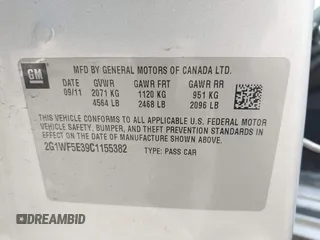 GM
MFD BY GENERAL MOTORS OF CANADA LTD.
DATE GVWR GAWR FRT GAWR RR
09/11 2071 KG 1120 KG 951 KG
4564 LB 2468 LB 2096 LB
THIS VEHICLE CONFORMS TO ALL APPLICABLE U.S. FEDERAL MOTOR
VEHICLE SAFETY, BUMPER, AND THEFT PREVENTION STANDARDS IN
EFFECT ON THE DATE OF MANUFACTURE SHOWN ABOVE.
2G1WF5E39C1155382 TYPE: PASS CAR
DREAMBID